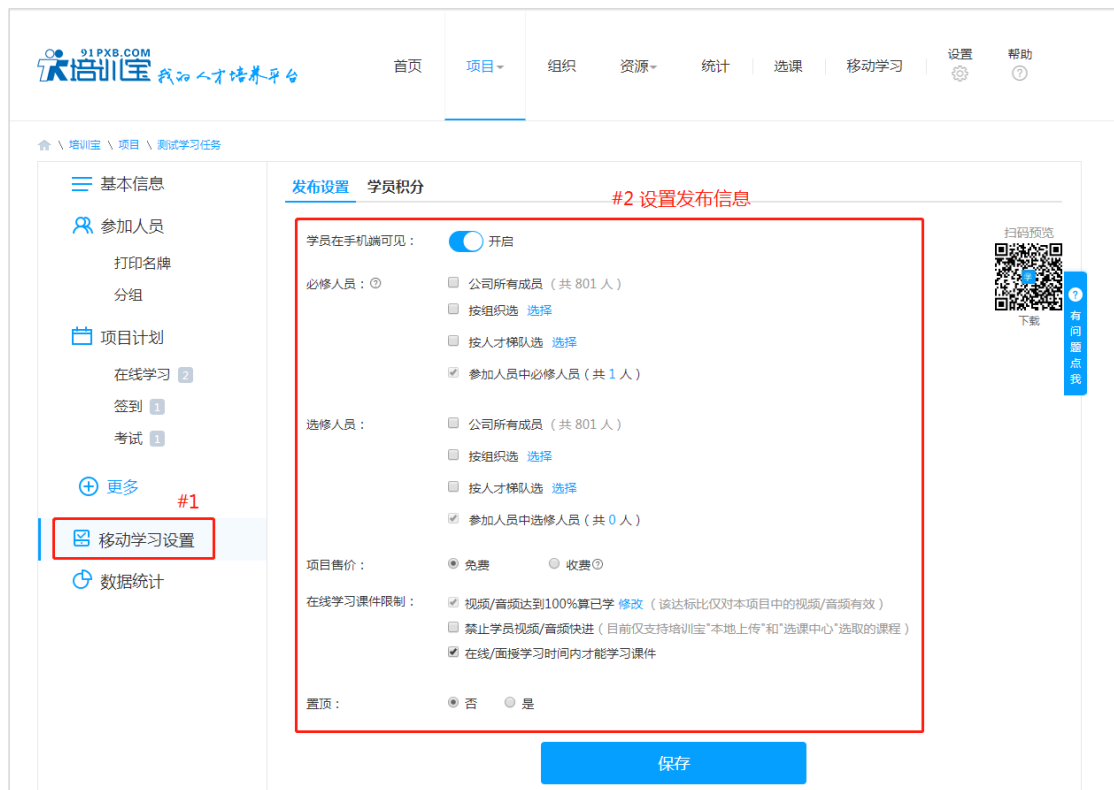 91PXB.COM
培训宝 我的人才培养平台
首页 项目 组织 资源 统计 选课 移动学习 设置 帮助
\ 培训宝 \ 项目 \ 测试学习任务
基本信息
参加人员
打印名牌
分组
项目计划
在线学习 2
签到 1
考试 1
更多
#1
移动学习设置
数据统计
发布设置 学员积分
#2 设置发布信息
学员在手机端可见： 开启
必修人员： 公司所有成员（共 801 人）
按组织选 选择
按人才梯队选 选择
参加人员中必修人员（共 1 人）
选修人员： 公司所有成员（共 801 人）
按组织选 选择
按人才梯队选 选择
参加人员中选修人员（共 0 人）
项目售价： 免费 收费
在线学习课件限制： 视频/音频达到100%算已学 修改（该达标比仅对本项目中的视频/音频有效）
禁止学员视频/音频快进（目前仅支持培训宝"本地上传"和"选课中心"选取的课程）
在线/面授学习时间内才能学习课件
置顶： 否 是
保存
扫码预览
学
下载
有问题点我